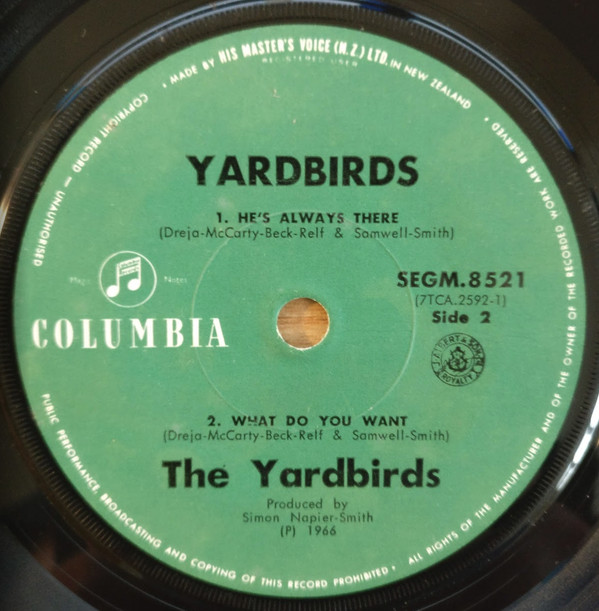 COPYRIGHT RECORD — UNAUTHORISED
• MADE BY HIS MASTER'S VOICE (N.Z.) LTD. IN NEW ZEALAND •
REGISTERED USER
YARDBIRDS
1. HE'S ALWAYS THERE
(Dreja-McCarty-Beck-Relf & Samwell-Smith)
COLUMBIA
SEGM.8521
(7TCA.2592-1)
Side 2
ROYALTY
2. WHAT DO YOU WANT
(Dreja-McCarty-Beck-Relf & Samwell-Smith)
The Yardbirds
Produced by
Simon Napier-Smith
(P) 1966
PUBLIC PERFORMANCE, BROADCASTING AND COPYING OF THIS RECORD PROHIBITED •
ALL RIGHTS OF THE MANUFACTURER AND OF THE OWNER OF THE RECORDED WORK ARE RESERVED •